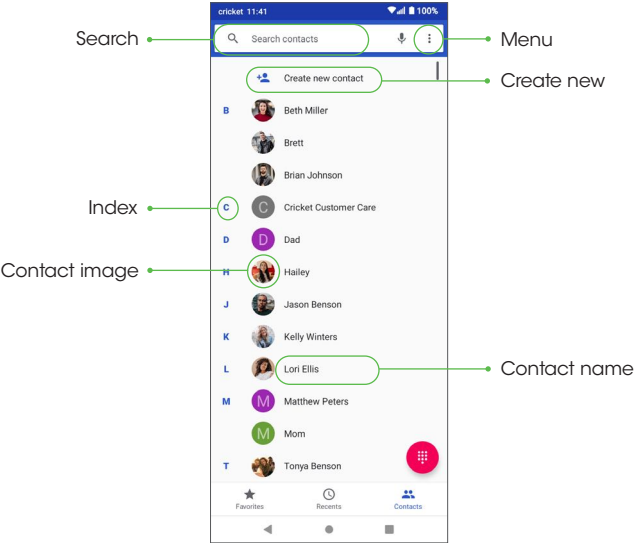 cricket 11:41 100%
Search
Search contacts
Menu
Create new contact
Create new
B Beth Miller
Brett
Brian Johnson
Index
C C Cricket Customer Care
D D Dad
Contact image
H Hailey
J Jason Benson
K Kelly Winters
L Lori Ellis
Contact name
M M Matthew Peters
M Mom
T Tonya Benson
Favorites Recents Contacts